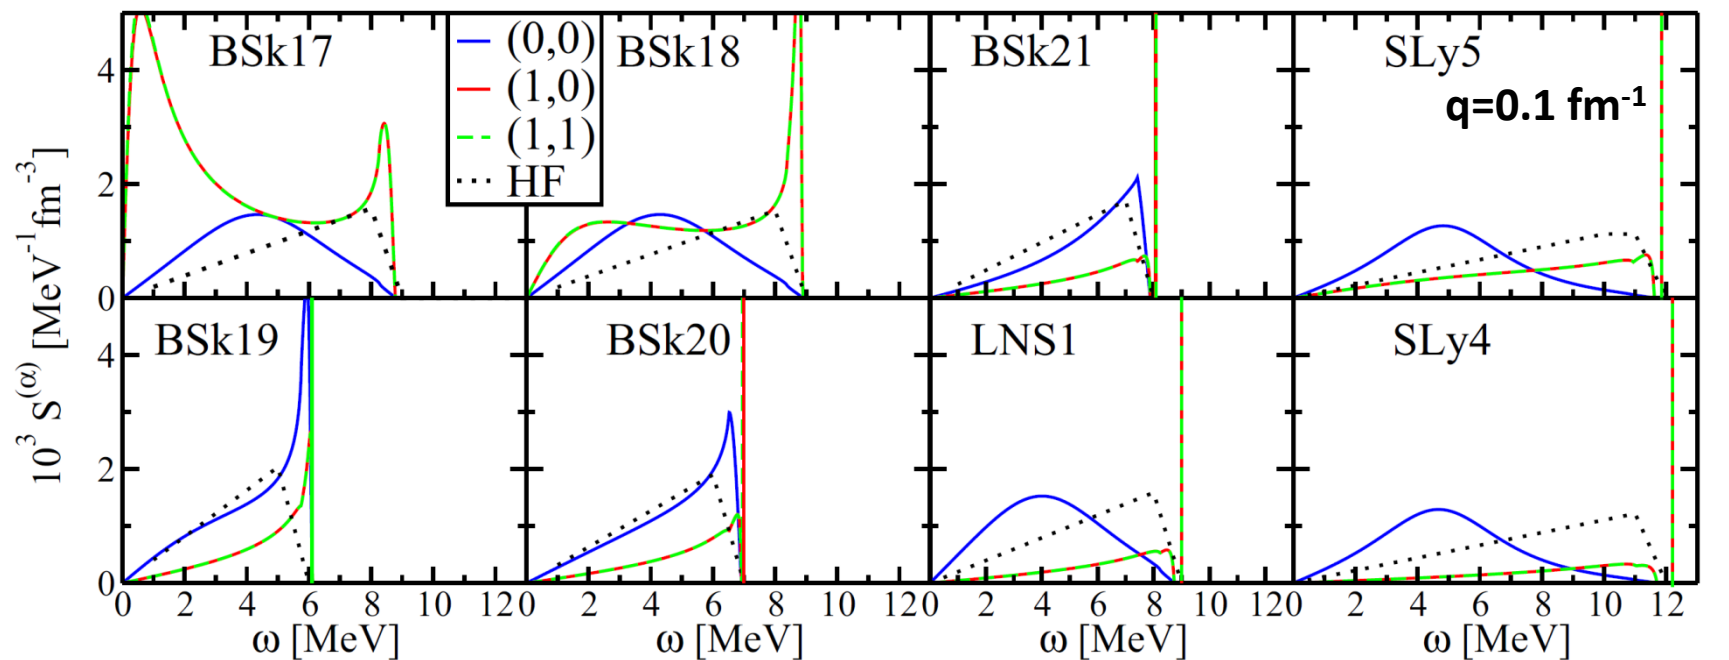 BSk17
(0,0)
(1,0)
(1,1)
HF
BSk18
BSk21
SLy5
q=0.1 fm-1
4
2
0
10³ S(α) [MeV-1fm-3]
BSk19
BSk20
LNS1
SLy4
4
2
0
0 2 4 6 8 10 12 0 2 4 6 8 10 12 0 2 4 6 8 10 12 0 2 4 6 8 10 12
ω [MeV] ω [MeV] ω [MeV] ω [MeV]